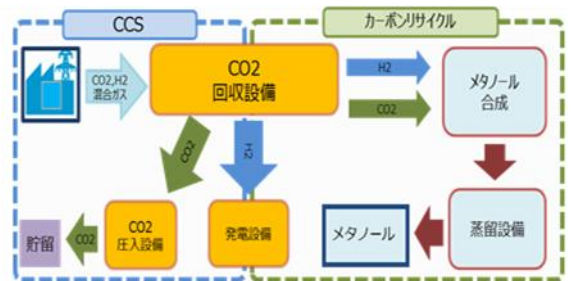 CCS
カーボンリサイクル
CO2,H2
混合ガス
CO2
回収設備
H2
CO2
メタノール
合成
CO2
H2
貯留
CO2
CO2
圧入設備
発電設備
メタノール
蒸留設備